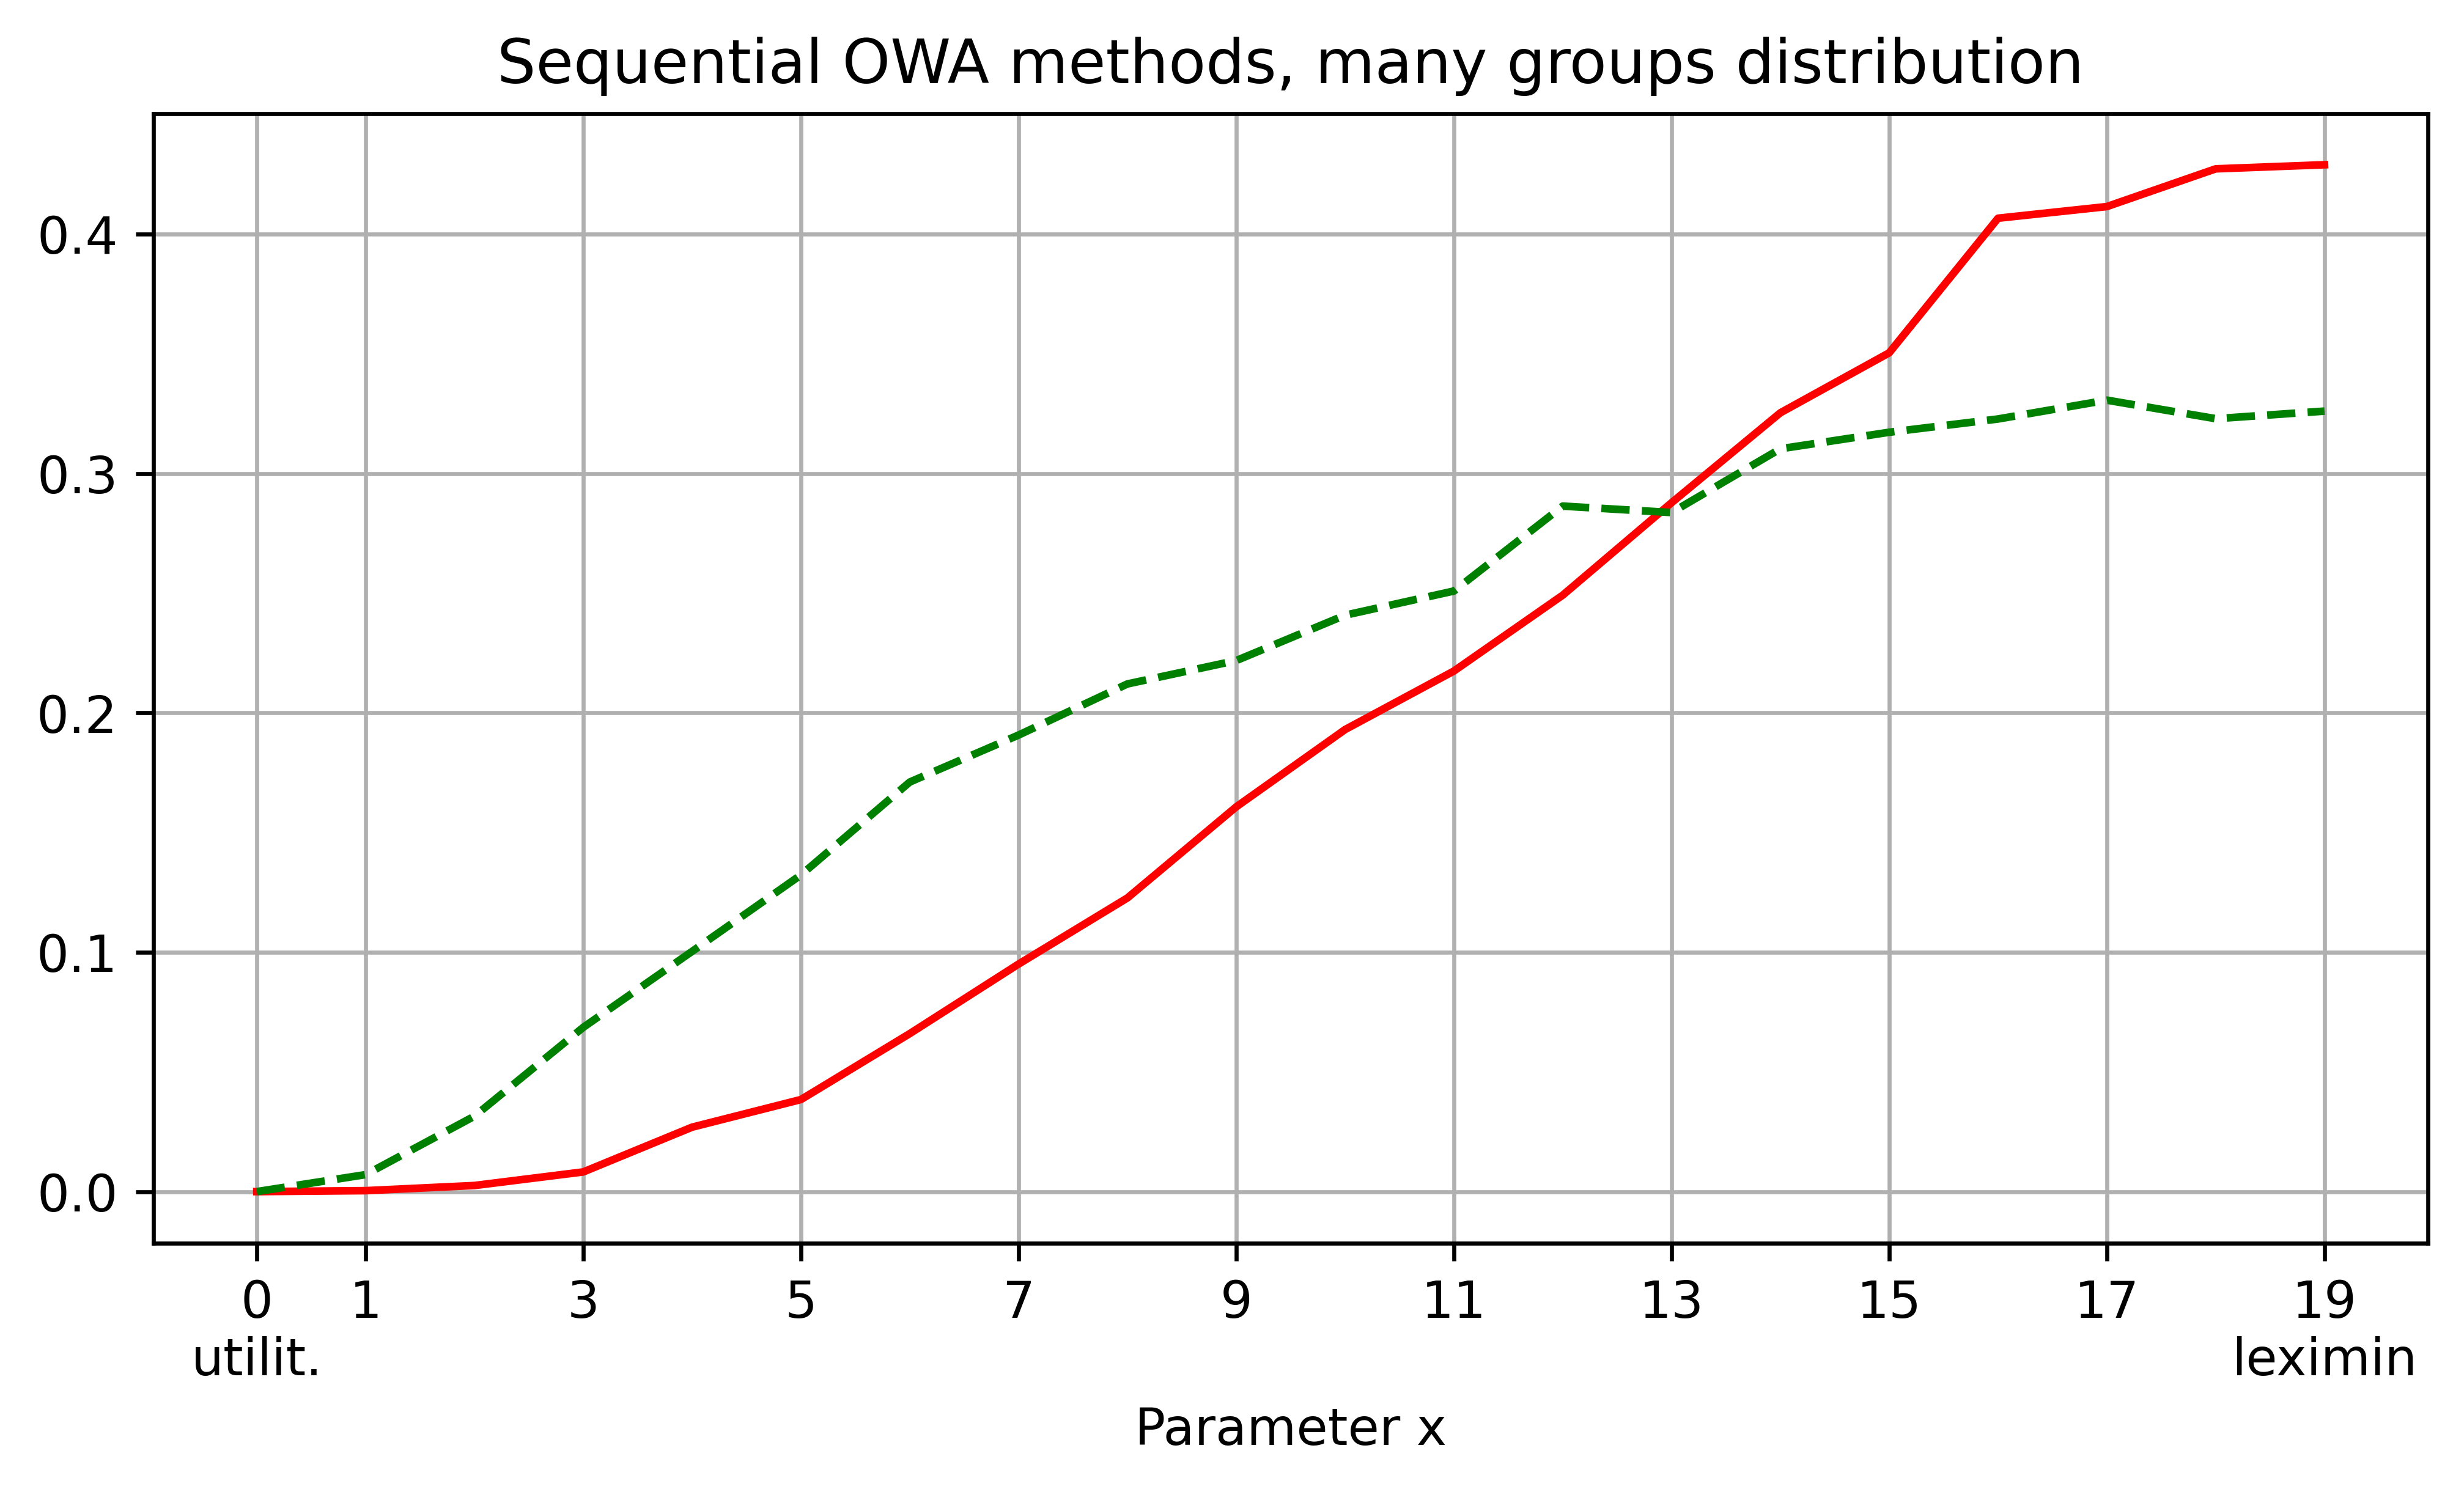 Sequential OWA methods, many groups distribution
0.4
0.3
0.2
0.1
0.0
0 1 3 5 7 9 11 13 15 17 19
utilit. leximin
Parameter x